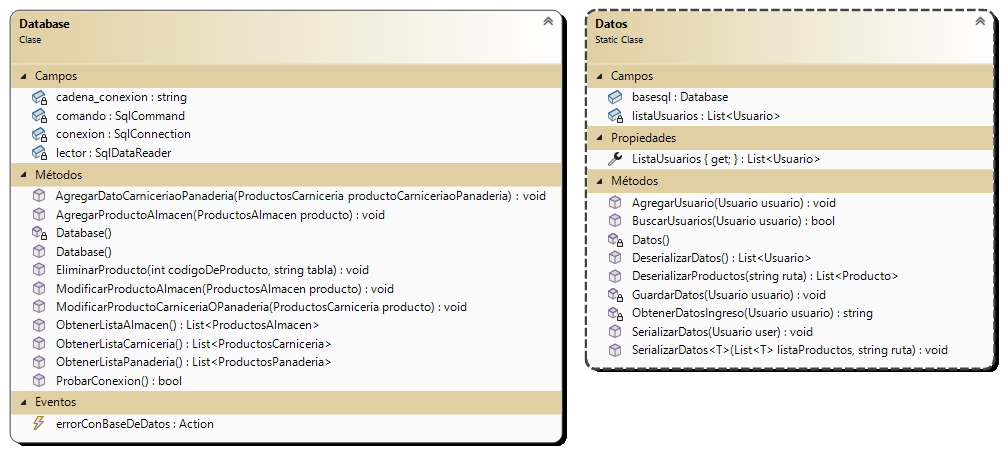 Database
Clase
Campos
cadena_conexion : string
comando : SqlCommand
conexion : SqlConnection
lector : SqlDataReader
Métodos
AgregarDatoCarniceriaoPanaderia(ProductosCarniceria productoCarniceriaoPanaderia) : void
AgregarProductoAlmacen(ProductosAlmacen producto) : void
Database()
Database()
EliminarProducto(int codigoDeProducto, string tabla) : void
ModificarProductoAlmacen(ProductosAlmacen producto) : void
ModificarProductoCarniceriaOPanaderia(ProductosCarniceria producto) : void
ObtenerListaAlmacen() : List<ProductosAlmacen>
ObtenerListaCarniceria() : List<ProductosCarniceria>
ObtenerListaPanaderia() : List<ProductosPanaderia>
ProbarConexion() : bool
Eventos
errorConBaseDeDatos : Action
Datos
Static Clase
Campos
basesql : Database
listaUsuarios : List<Usuario>
Propiedades
ListaUsuarios { get; } : List<Usuario>
Métodos
AgregarUsuario(Usuario usuario) : void
BuscarUsuarios(Usuario usuario) : bool
Datos()
DeserializarDatos() : List<Usuario>
DeserializarProductos(string ruta) : List<Producto>
GuardarDatos(Usuario usuario) : void
ObtenerDatosIngreso(Usuario usuario) : string
SerializarDatos(Usuario user) : void
SerializarDatos<T>(List<T> listaProductos, string ruta) : void